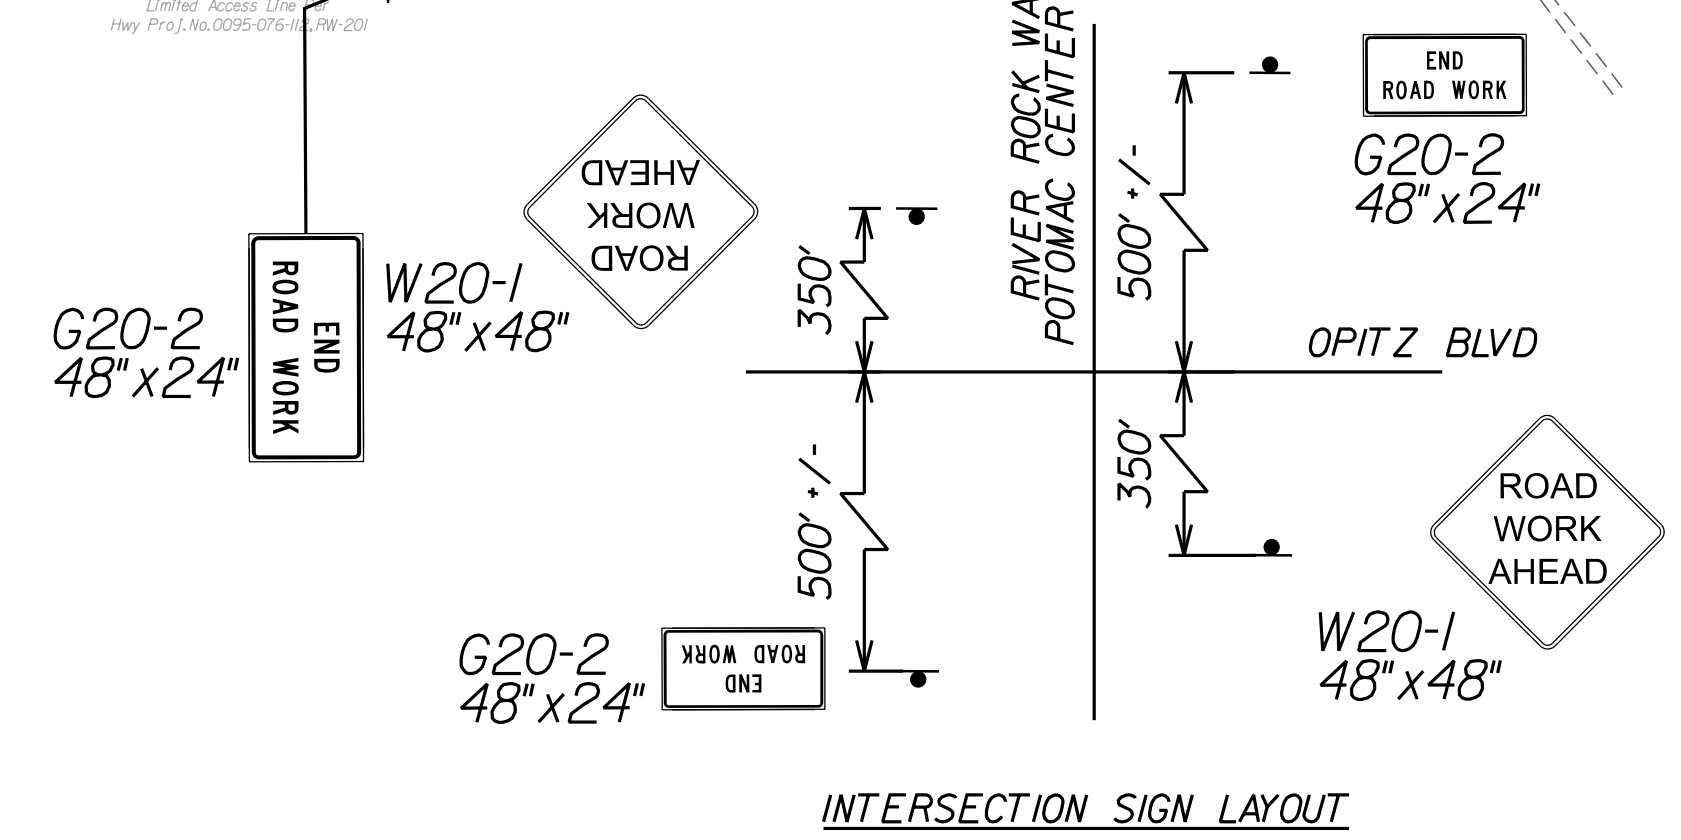 Limited Access Line Per
Hwy Proj.No.0095-076-112,RW-201
END
ROAD WORK
G20-2
48"x24"
ROAD
WORK
AHEAD
W20-1
48"x48"
350'
RIVER ROCK
POTOMAC CENTER
500' +/-
END
ROAD WORK
G20-2
48"x24"
OPITZ BLVD
500' +/-
350'
ROAD
WORK
AHEAD
W20-1
48"x48"
G20-2
48"x24"
END
ROAD WORK
INTERSECTION SIGN LAYOUT